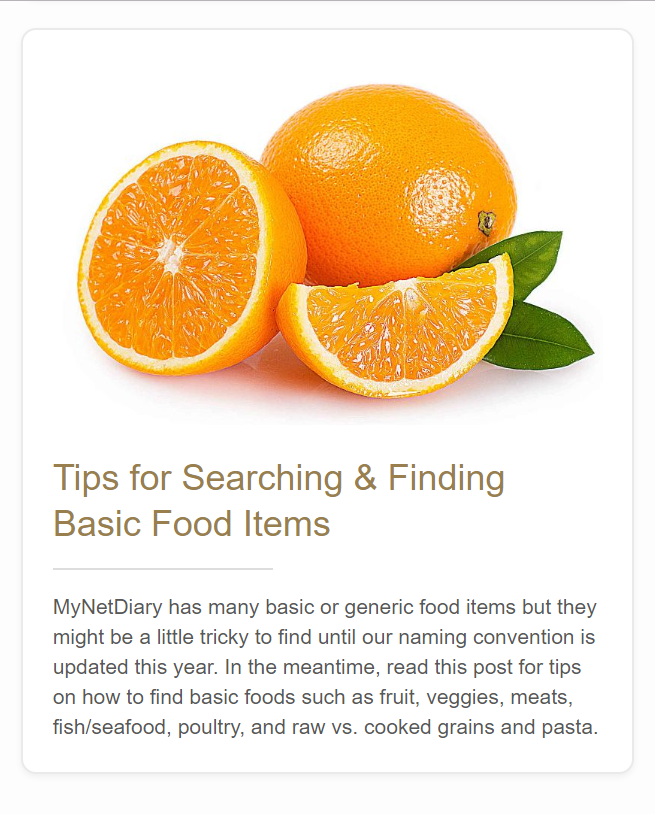 Tips for Searching & Finding
Basic Food Items
MyNetDiary has many basic or generic food items but they
might be a little tricky to find until our naming convention is
updated this year. In the meantime, read this post for tips
on how to find basic foods such as fruit, veggies, meats,
fish/seafood, poultry, and raw vs. cooked grains and pasta.